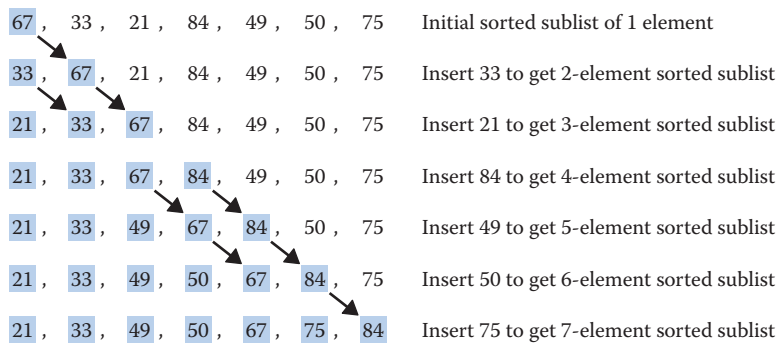 67 , 33 , 21 , 84 , 49 , 50 , 75 Initial sorted sublist of 1 element
33 , 67 , 21 , 84 , 49 , 50 , 75 Insert 33 to get 2-element sorted sublist
21 , 33 , 67 , 84 , 49 , 50 , 75 Insert 21 to get 3-element sorted sublist
21 , 33 , 67 , 84 , 49 , 50 , 75 Insert 84 to get 4-element sorted sublist
21 , 33 , 49 , 67 , 84 , 50 , 75 Insert 49 to get 5-element sorted sublist
21 , 33 , 49 , 50 , 67 , 84 , 75 Insert 50 to get 6-element sorted sublist
21 , 33 , 49 , 50 , 67 , 75 , 84 Insert 75 to get 7-element sorted sublist